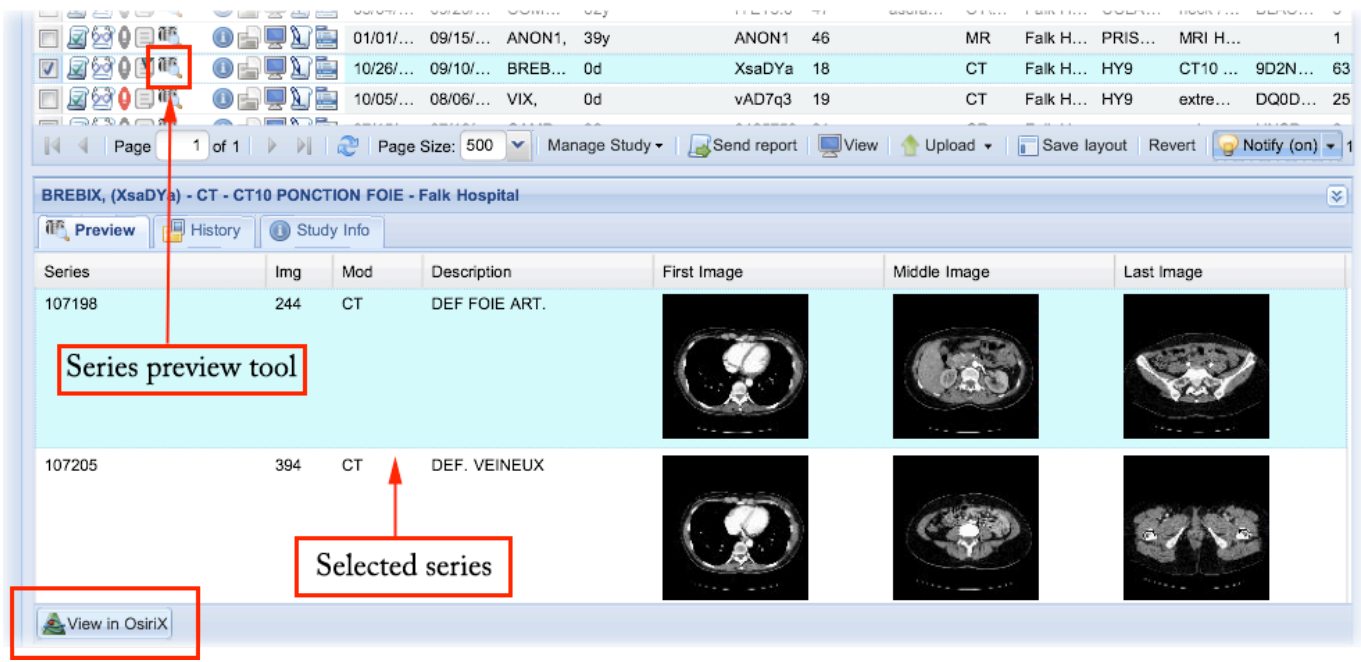 01/01/... 09/15/... ANON1, 39y ANON1 46 MR Falk H... PRIS... MRI H... 1
10/26/... 09/10/... BREB... 0d XsaDYa 18 CT Falk H... HY9 CT10 ... 9D2N... 63
10/05/... 08/06/... VIX, 0d vAD7q3 19 CT Falk H... HY9 extre... DQ0D... 25
Page 1 of 1 Page Size: 500 Manage Study Send report View Upload Save layout Revert Notify (on) 1
BREBIX, (XsaDYa) - CT - CT10 PONCTION FOIE - Falk Hospital
Preview History Study Info
Series Img Mod Description First Image Middle Image Last Image
107198 244 CT DEF FOIE ART.
Series preview tool
107205 394 CT DEF. VEINEUX
Selected series
View in OsiriX